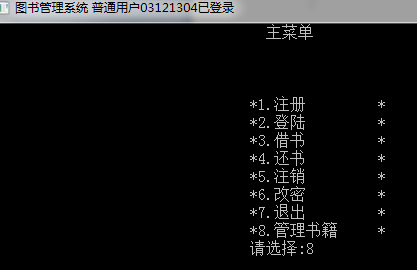 图书管理系统 普通用户03121304已登录
主菜单
*1.注册 *
*2.登陆 *
*3.借书 *
*4.还书 *
*5.注销 *
*6.改密 *
*7.退出 *
*8.管理书籍 *
请选择:8